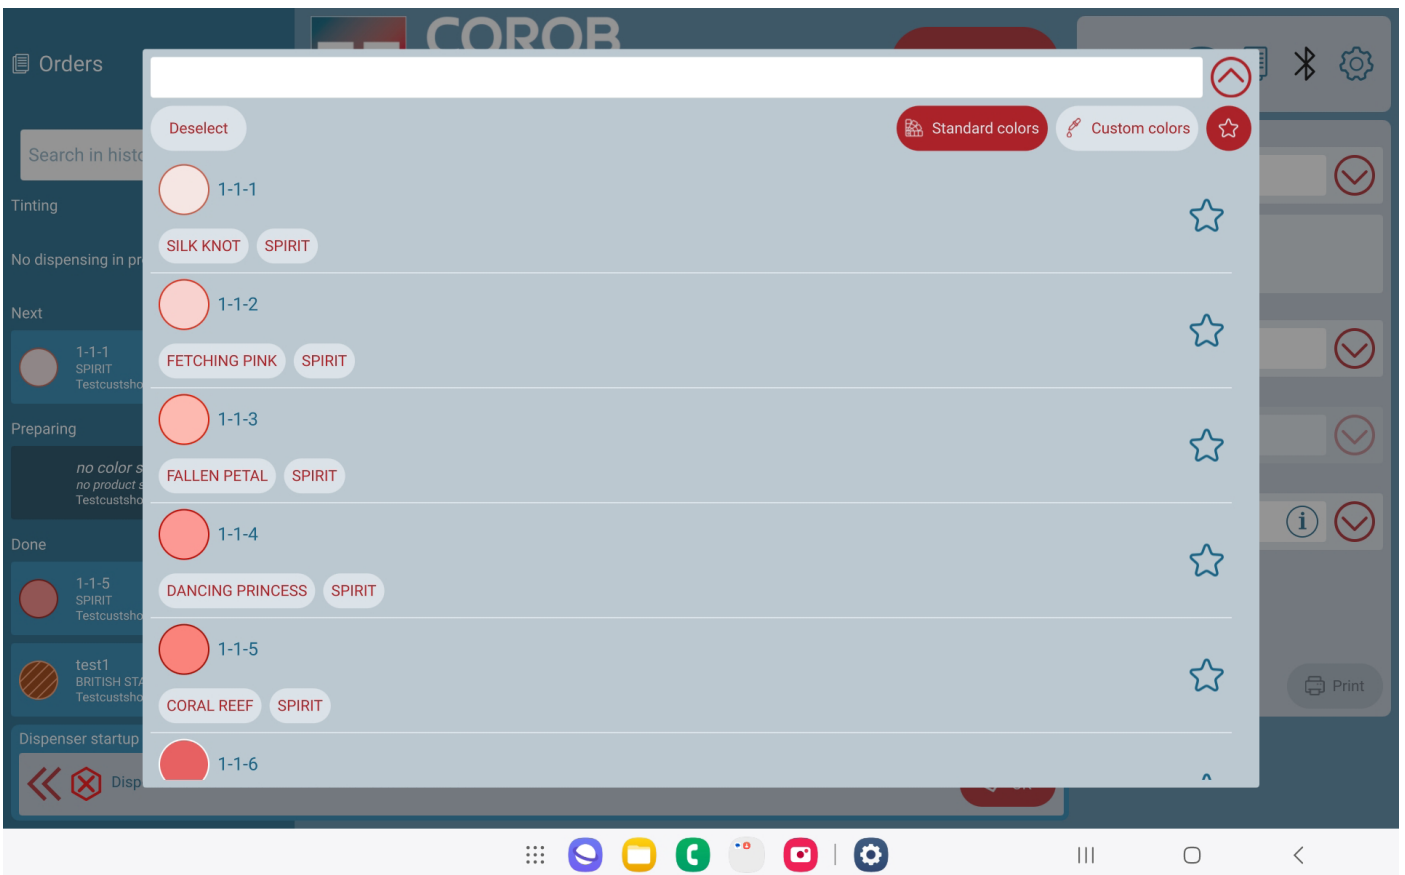 Orders
COROB
Search in histo
Tinting
No dispensing in pr
Next
1-1-1
SPIRIT
Testcustsho
Preparing
no color s
no product s
Testcustsho
Done
1-1-5
SPIRIT
Testcustsho
test1
BRITISH STA
Testcustsho
Dispenser startup
Disp
Deselect
Standard colors
Custom colors
1-1-1
SILK KNOT SPIRIT
1-1-2
FETCHING PINK SPIRIT
1-1-3
FALLEN PETAL SPIRIT
1-1-4
DANCING PRINCESS SPIRIT
1-1-5
CORAL REEF SPIRIT
1-1-6
Print